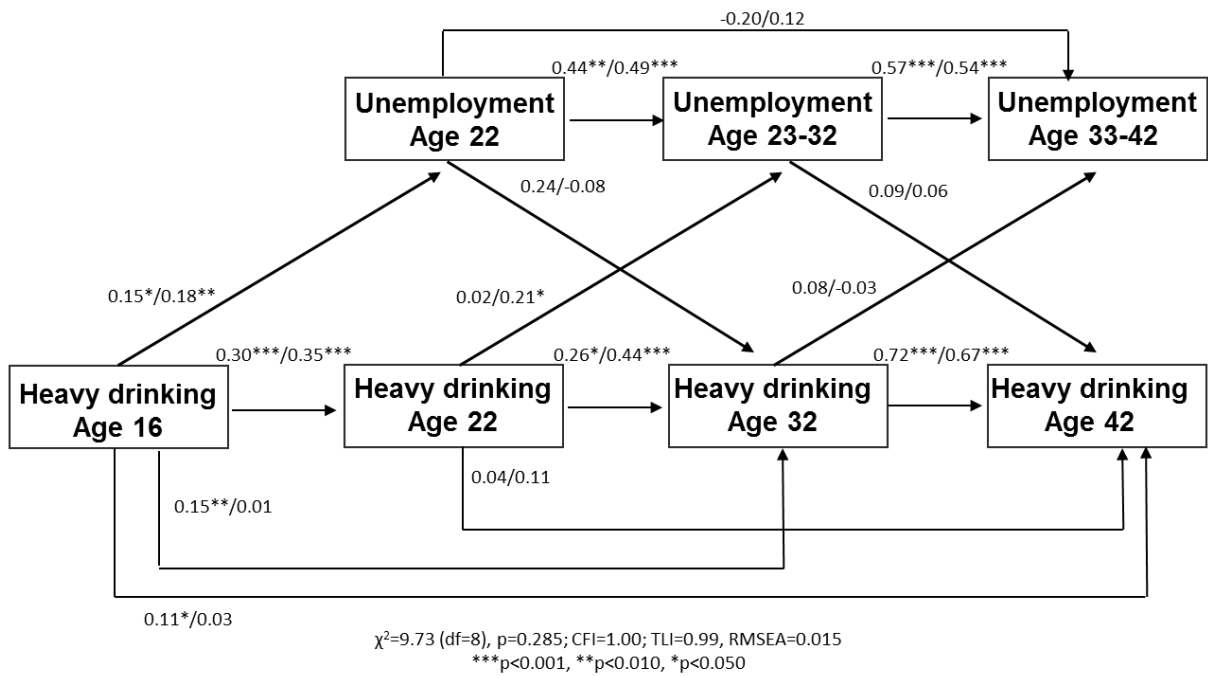 -0.20/0.12
0.44**/0.49***
0.57***/0.54***
Unemployment
Age 22
Unemployment
Age 23-32
Unemployment
Age 33-42
0.24/-0.08
0.09/0.06
0.15*/0.18**
0.02/0.21*
0.08/-0.03
0.30***/0.35***
0.26*/0.44***
0.72***/0.67***
Heavy drinking
Age 16
Heavy drinking
Age 22
Heavy drinking
Age 32
Heavy drinking
Age 42
0.04/0.11
0.15**/0.01
0.11*/0.03
χ²=9.73 (df=8), p=0.285; CFI=1.00; TLI=0.99, RMSEA=0.015
***p<0.001, **p<0.010, *p<0.050